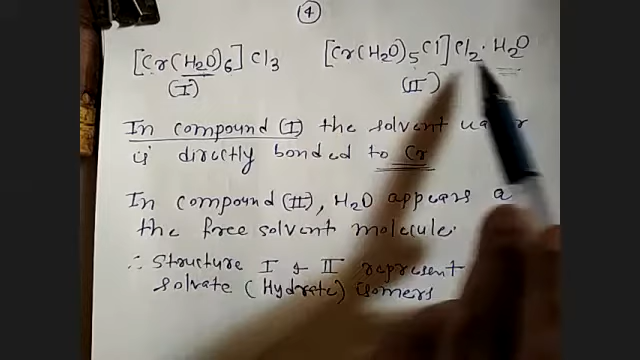 4
[Cr(H2O)6]Cl3 [Cr(H2O)5Cl]Cl2·H2O
(I) (II)
In compound (I) the solvent
is directly bonded to Cr
In compound (II), H2O appears
the free solvent molecule.
∴ Structure I & II represent
solvate (Hydrate) isomers